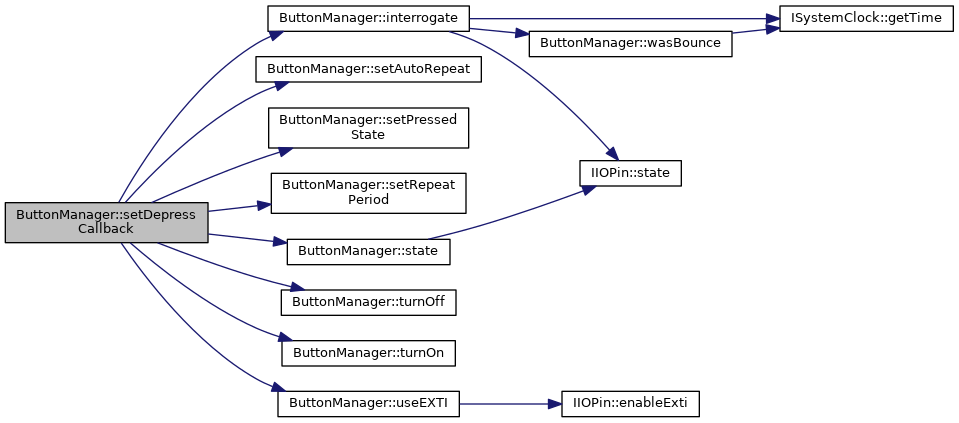 ButtonManager::setDepress
Callback
ButtonManager::interrogate
ISystemClock::getTime
ButtonManager::wasBounce
ButtonManager::setAutoRepeat
ButtonManager::setPressed
State
IIOPin::state
ButtonManager::setRepeat
Period
ButtonManager::state
ButtonManager::turnOff
ButtonManager::turnOn
ButtonManager::useEXTI
IIOPin::enableExti